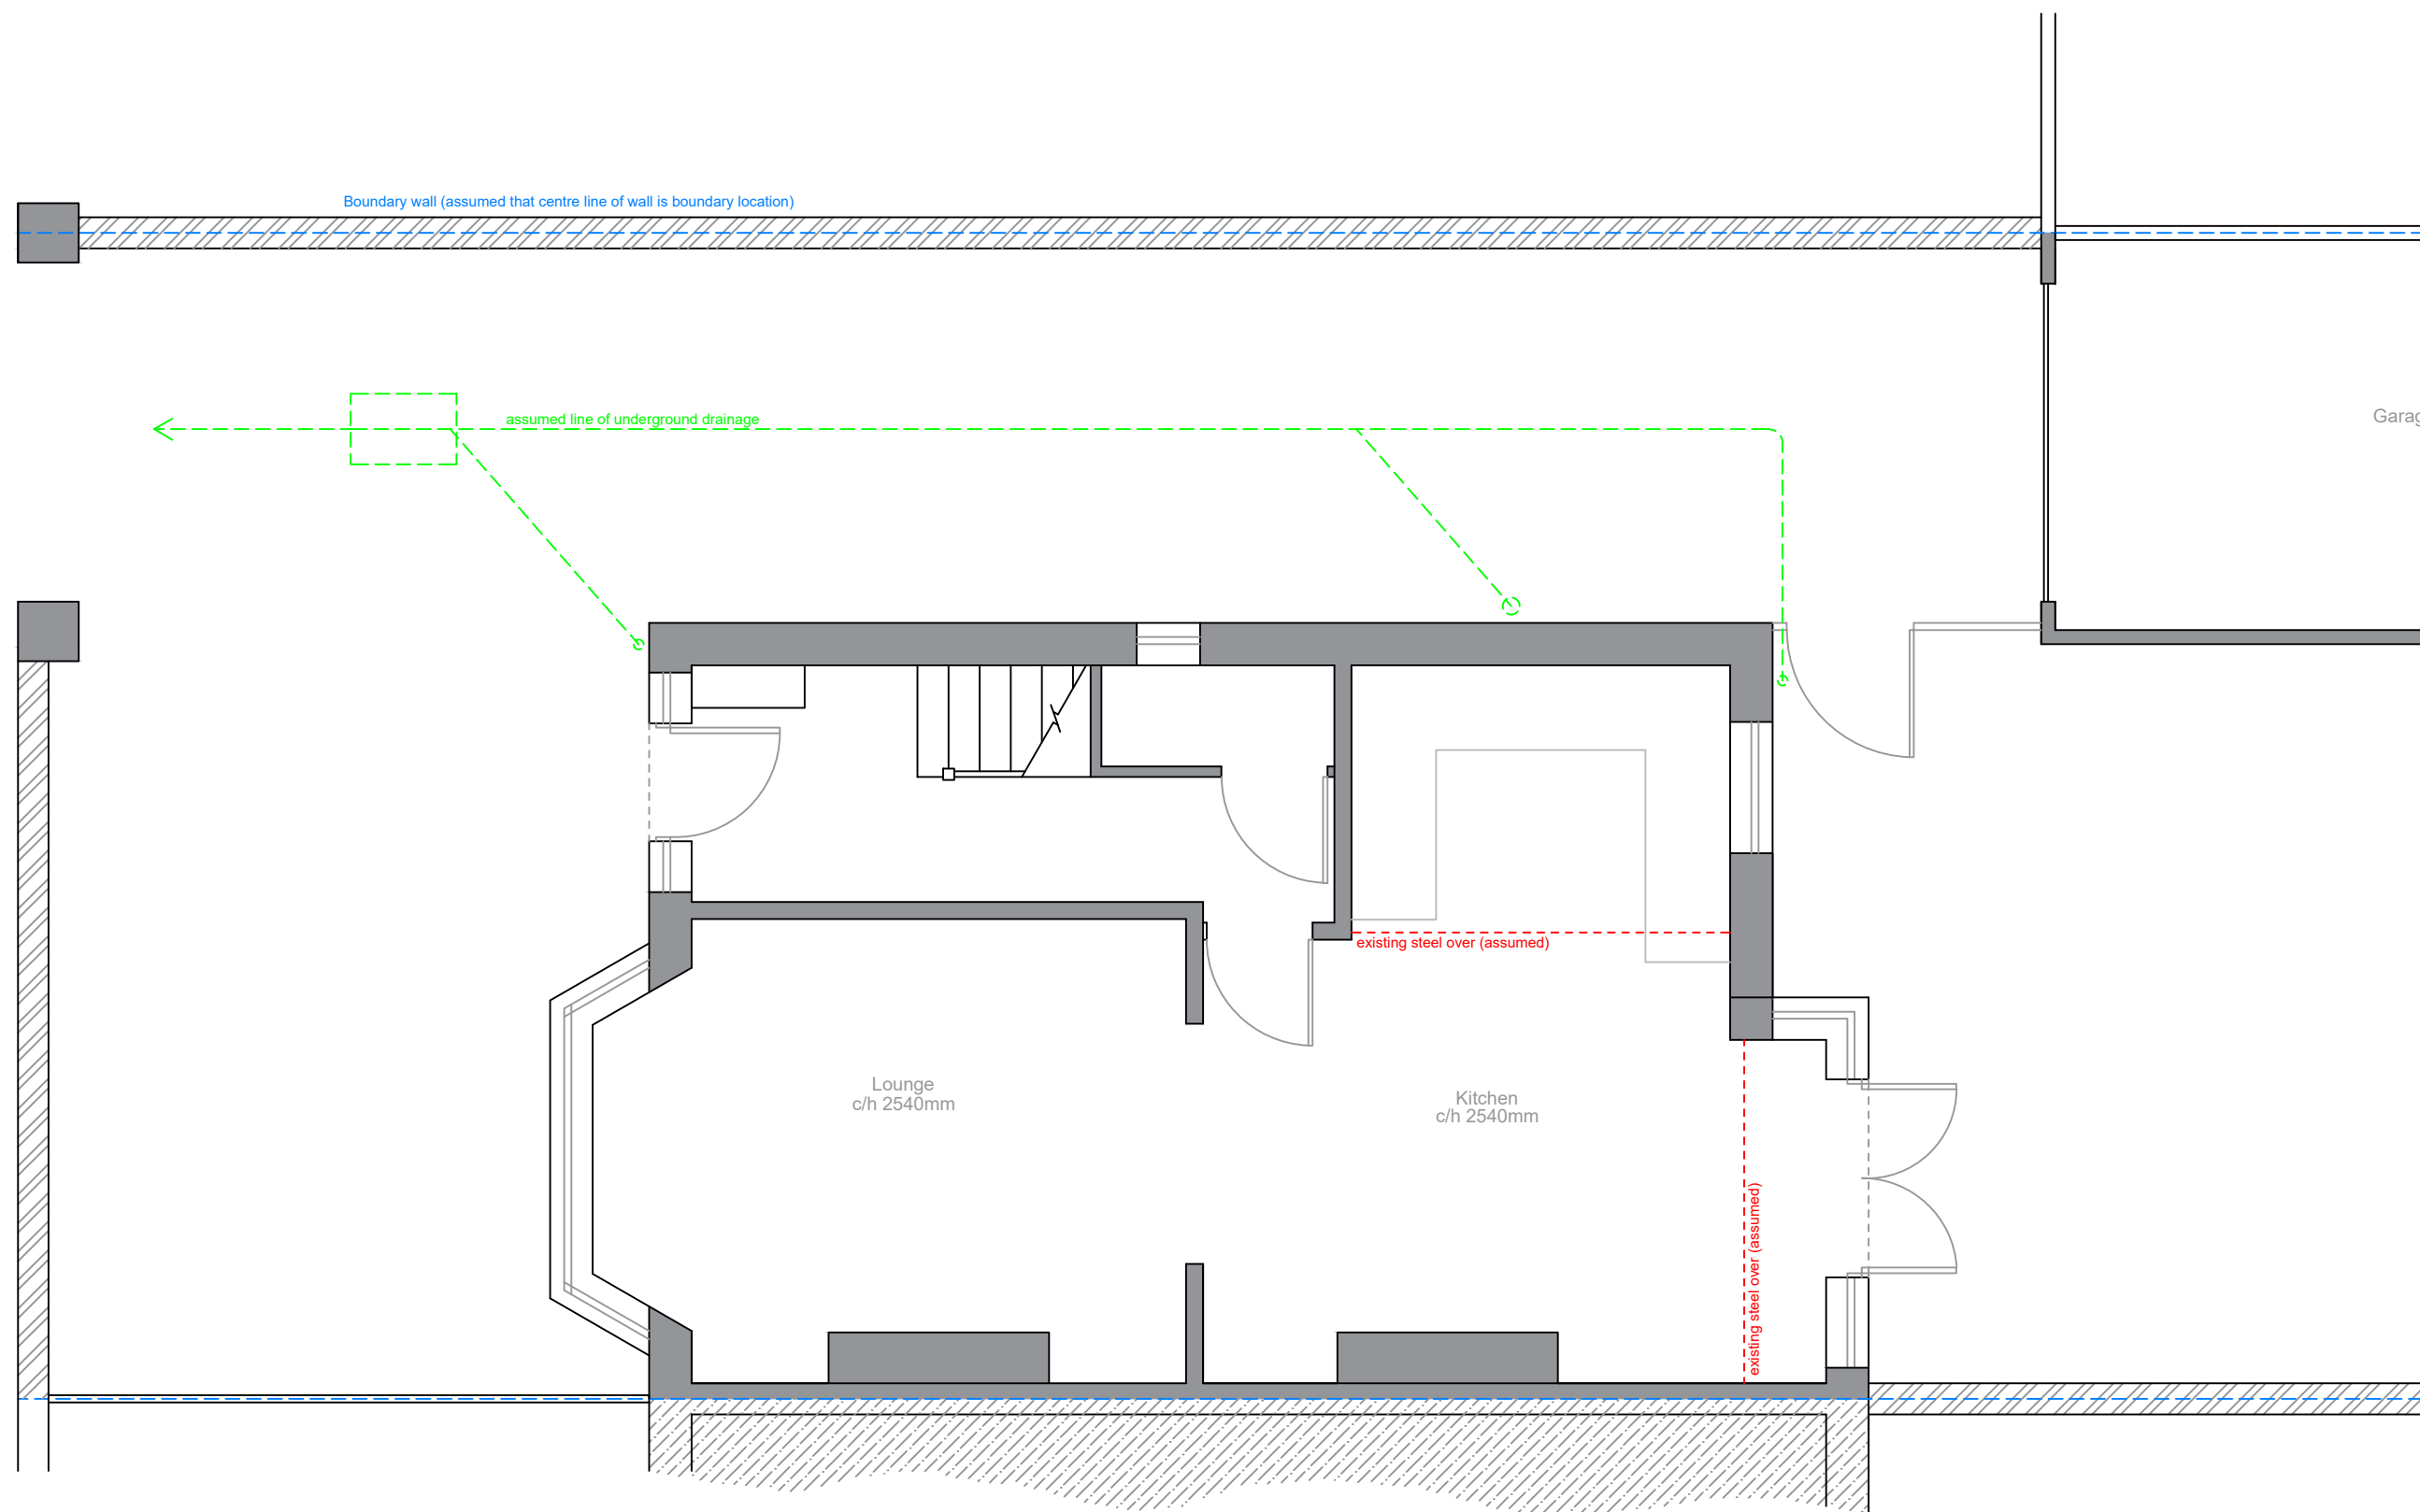 Boundary wall (assumed that centre line of wall is boundary location)
assumed line of underground drainage
Garag
existing steel over (assumed)
Lounge
c/h 2540mm
Kitchen
c/h 2540mm
existing steel over (assumed)